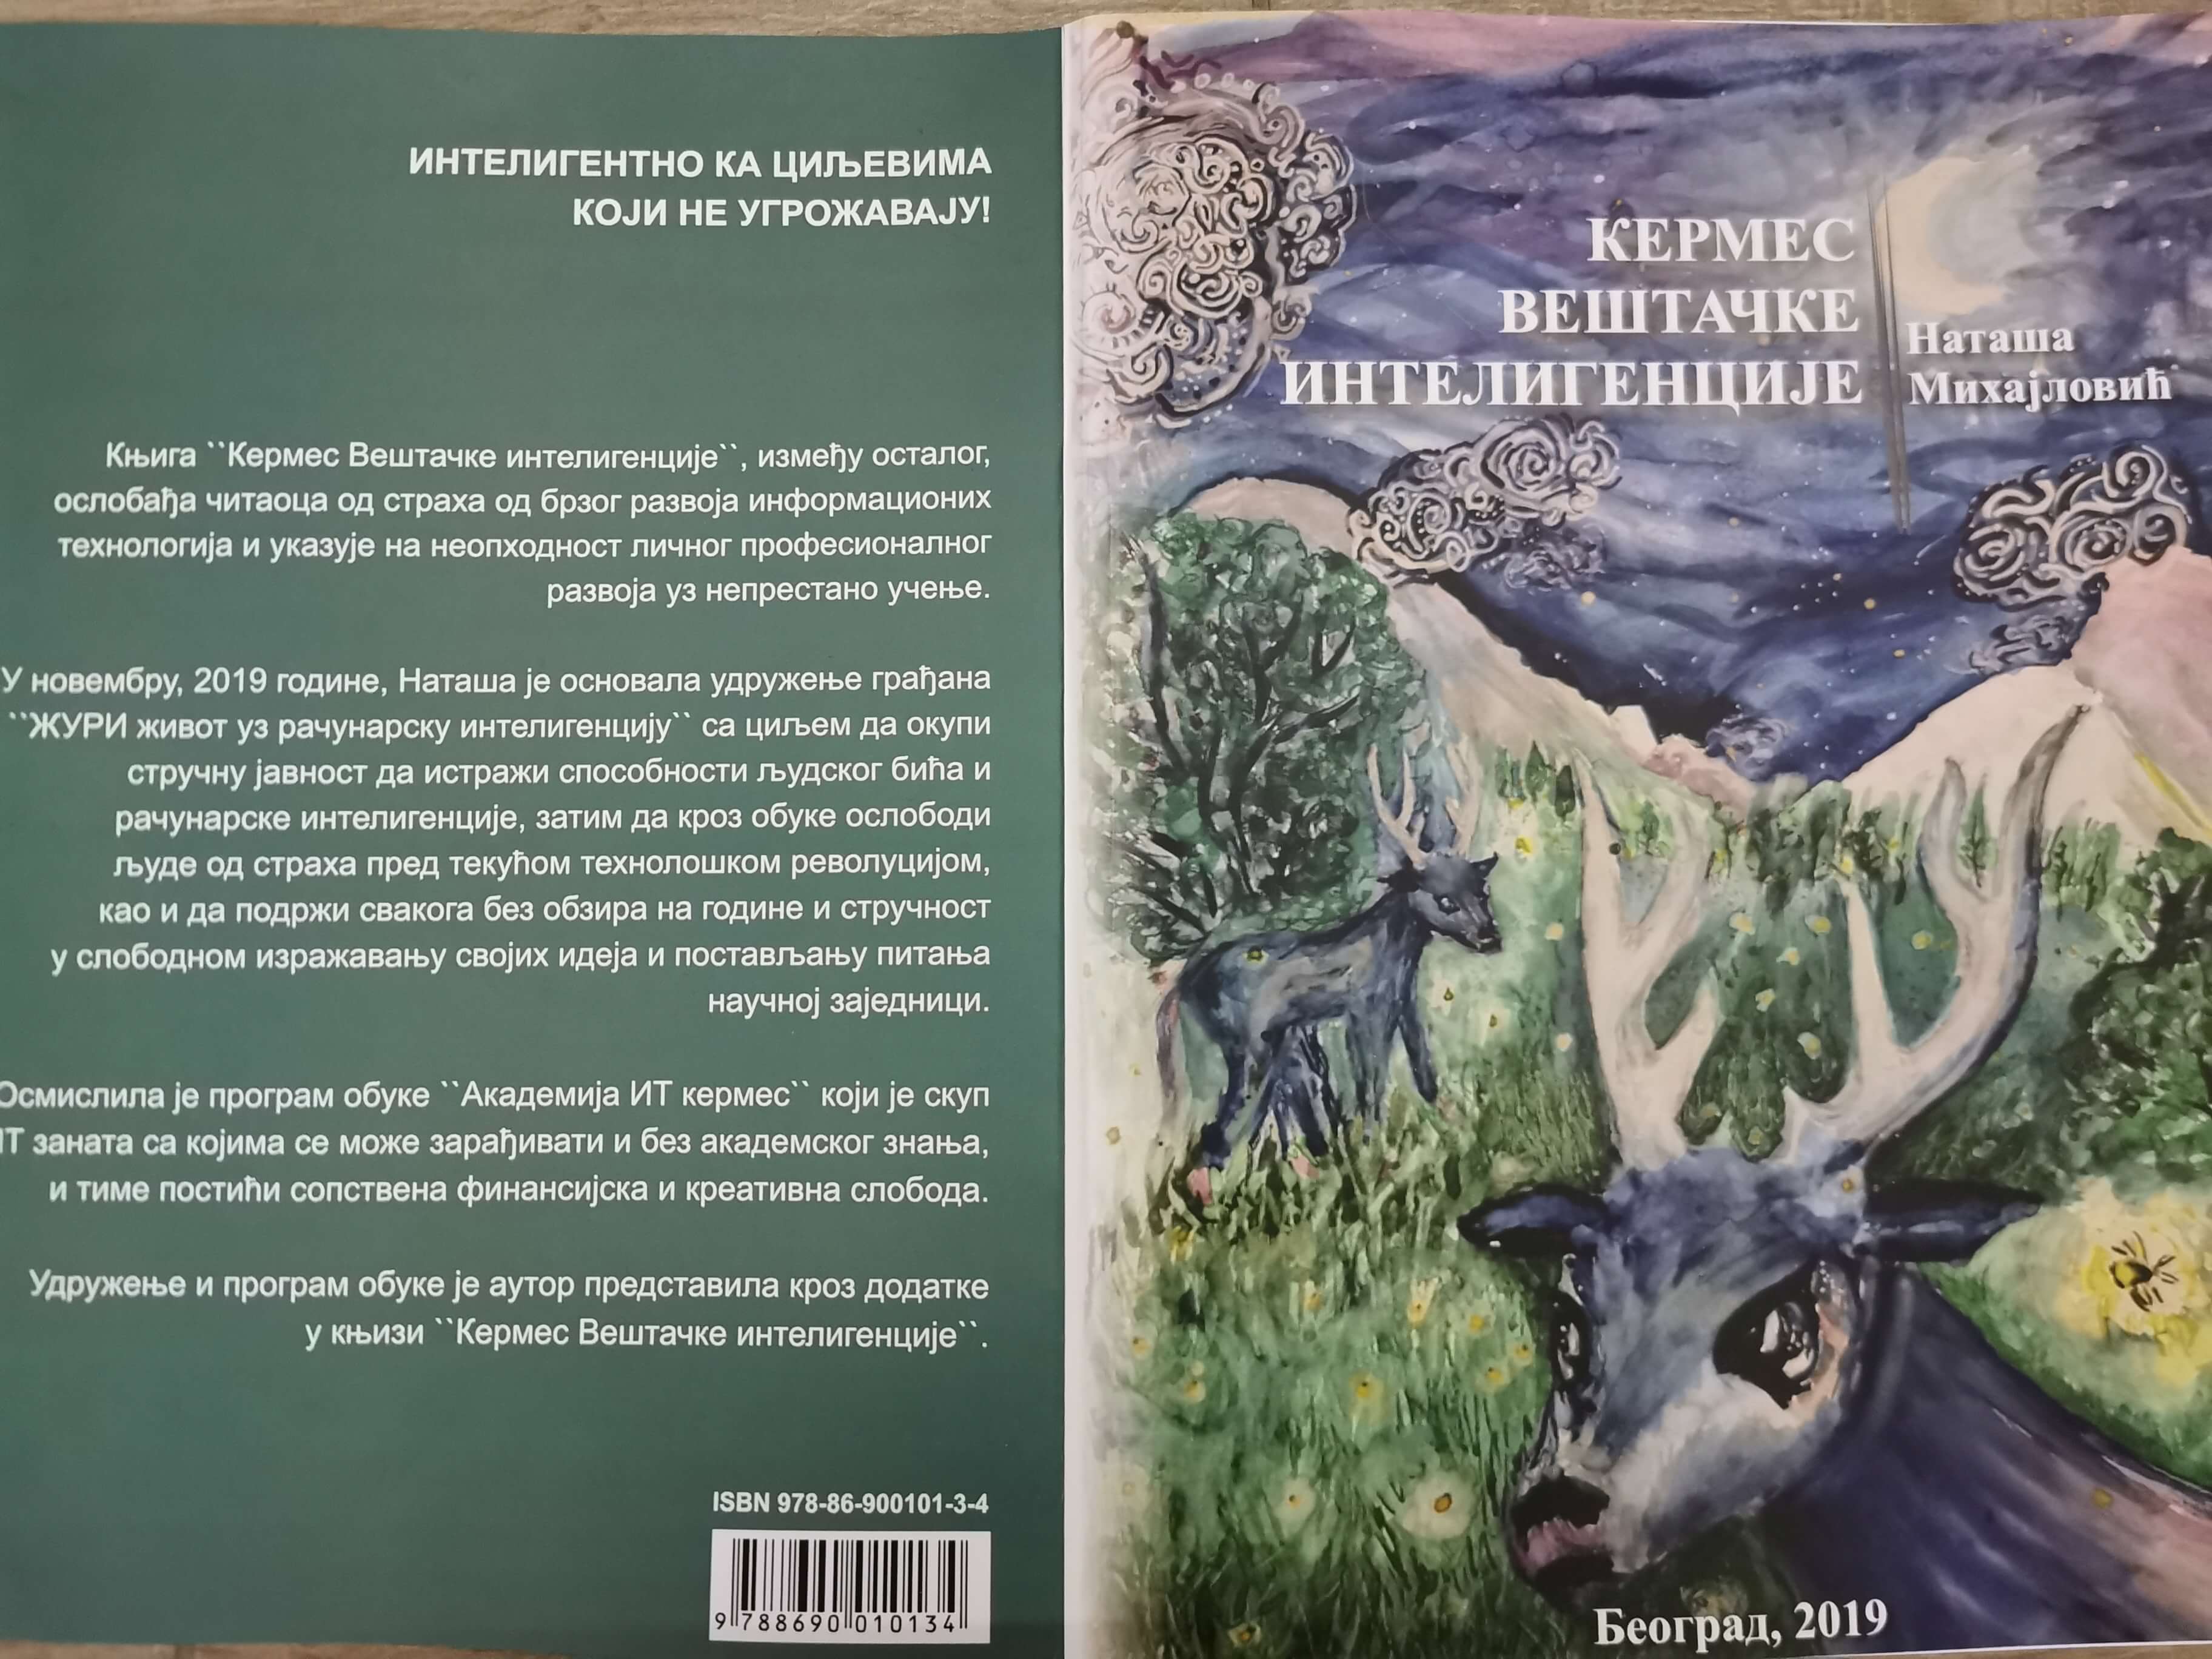 ИНТЕЛИГЕНТНО КА ЦИЉЕВИМА
КОЈИ НЕ УГРОЖАВАЈУ!
Књига ``Кермес Вештачке интелигенције``, између осталог,
ослобађа читаоца од страха од брзог развоја информационих
технологија и указује на неопходност личног професионалног
развоја уз непрестано учење.
У новембру, 2019 године, Наташа је основала удружење грађана
``ЖУРИ живот уз рачунарску интелигенцију`` са циљем да окупи
стручну јавност да истражи способности људског бића и
рачунарске интелигенције, затим да кроз обуке ослободи
људе од страха пред текућом технолошком револуцијом,
као и да подржи свакога без обзира на године и стручност
у слободном изражавању својих идеја и постављању питања
научној заједници.
Осмислила је програм обуке ``Академија ИТ кермес`` који је скуп
ИТ заната са којима се може зарађивати и без академског знања,
и тиме постићи сопствена финансијска и креативна слобода.
Удружење и програм обуке је аутор представила кроз додатке
у књизи ``Кермес Вештачке интелигенције``.
ISBN 978-86-900101-3-4
9 788690 010134
КЕРМЕС
ВЕШТАЧКЕ
ИНТЕЛИГЕНЦИЈЕ
Наташа
Михајловић
Београд, 2019